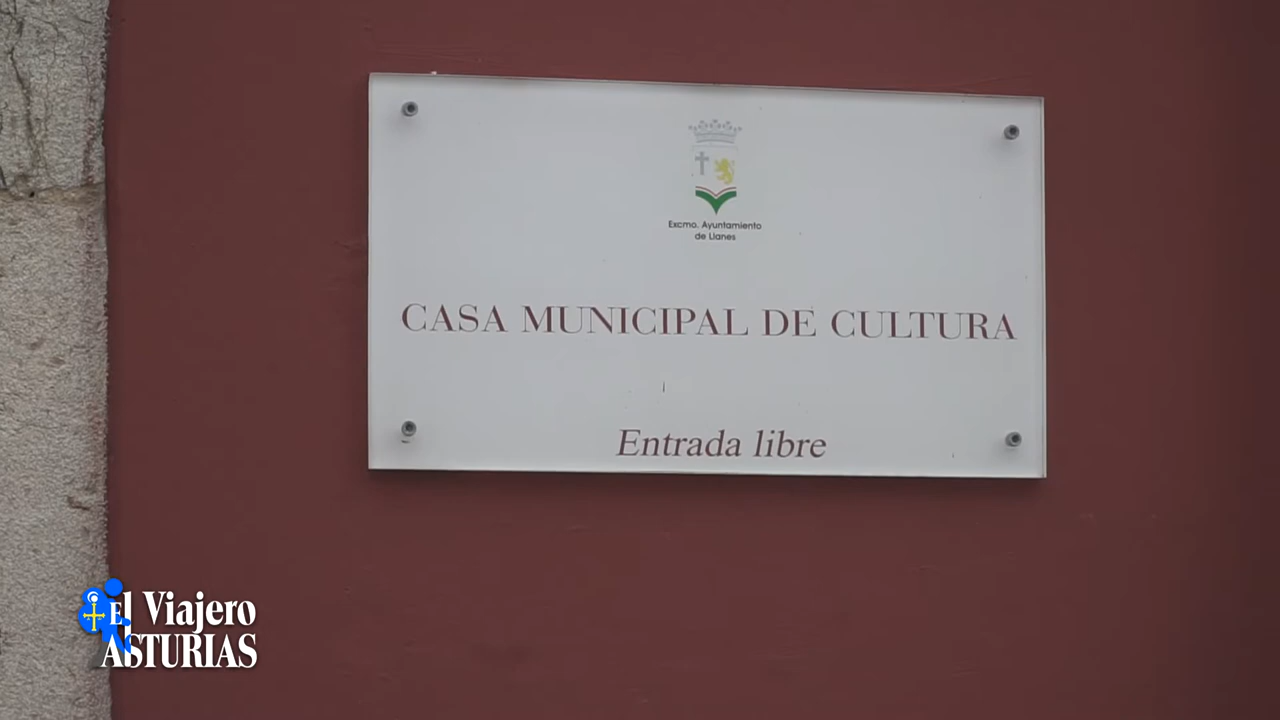 Excmo. Ayuntamiento
de Llanes
CASA MUNICIPAL DE CULTURA
Entrada libre
El Viajero
ASTURIAS